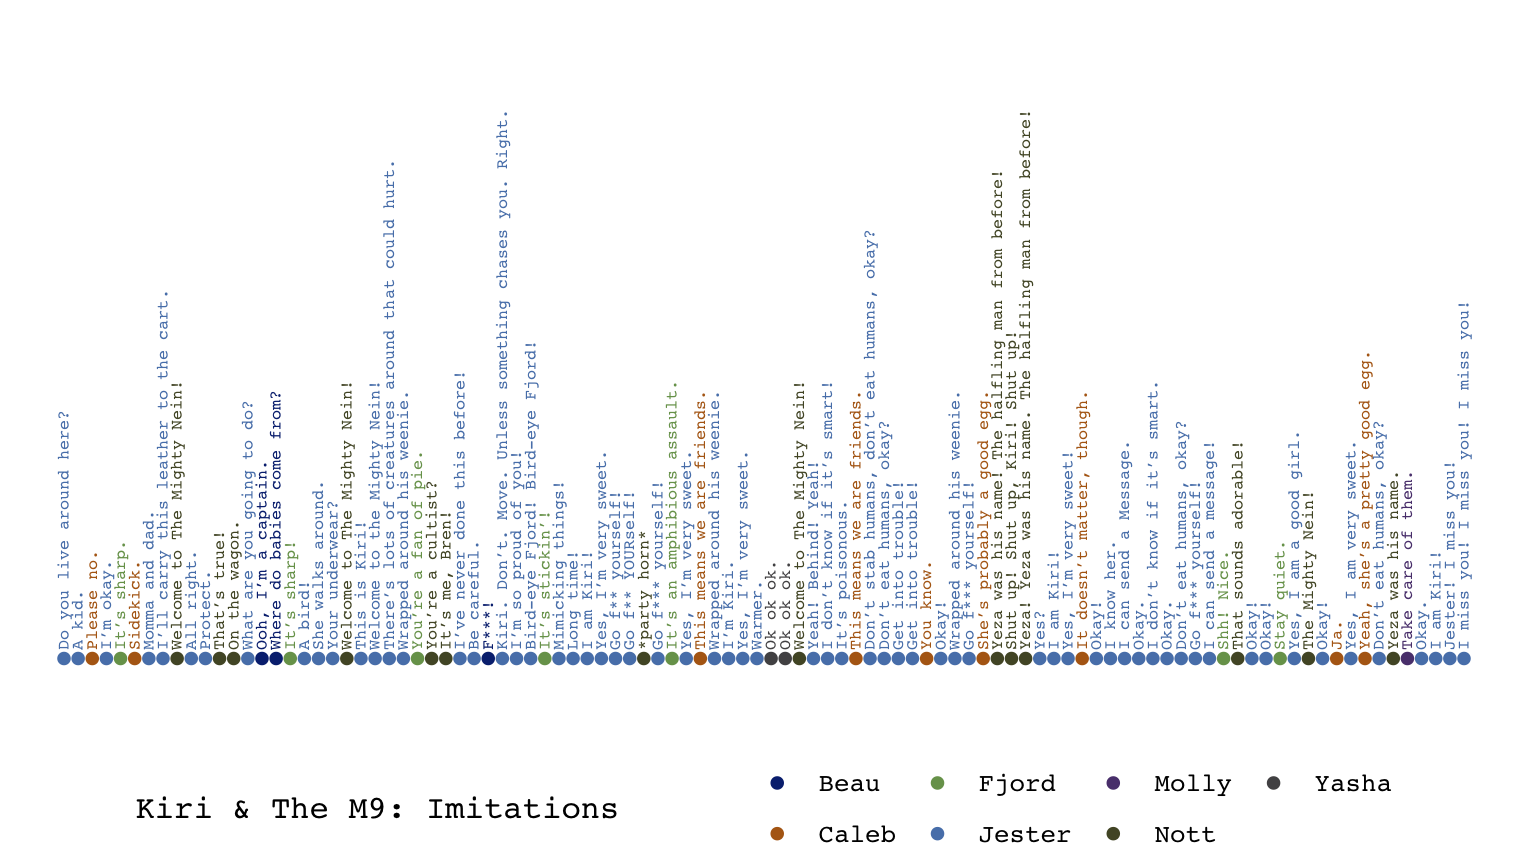 Do you live around here?
A kid.
Please no.
I'm okay.
It's sharp.
Sidekick.
Momma and dad.
I'll carry this leather to the cart.
Welcome to The Mighty Nein!
All right.
Protect.
That's true!
On the wagon.
What are you going to do?
Ooh, I'm a captain.
Where do babies come from?
It's sharp!
A bird!
She walks around.
Your underwear?
Welcome to The Mighty Nein!
This is Kiri!
Welcome to the Mighty Nein!
There's lots of creatures around that could hurt.
Wrapped around his weenie.
You're a fan of pie.
You're a cultist?
It's me, Bren!
I've never done this before!
Be careful.
F***!
Kiri. Don't. Move. Unless something chases you. Right.
I'm so proud of you!
Bird-eye Fjord! Bird-eye Fjord!
It's stickin'!
Mimicking things!
Long time!
I am Kiri!
Yes, I'm very sweet.
Go f*** yourself!
Go f** YOURself!
*party horn*
Go f*** yourself!
It's an amphibious assault.
Yes, I'm very sweet.
This means we are friends.
Wrapped around his weenie.
I'm Kiri.
Yes, I'm very sweet.
Warmer.
Ok ok ok.
Ok ok ok.
Welcome to The Mighty Nein!
Yeah! Behind! Yeah!
I don't know if it's smart!
It's poisonous.
This means we are friends.
Don't stab humans, don't eat humans, okay?
Don't eat humans, okay?
Get into trouble!
Get into trouble!
You know.
Okay!
Wrapped around his weenie.
Go f*** yourself!
She's probably a good egg.
Yeza was his name! The halfling man from before!
Shut up! Shut up, Kiri! Shut up!
Yeza! Yeza was his name. The halfling man from before!
Yes?
I am Kiri!
Yes, I'm very sweet!
It doesn't matter, though.
Okay!
I know her.
I can send a Message.
Okay.
I don't know if it's smart.
Okay.
Don't eat humans, okay?
Go f*** yourself!
I can send a message!
Shh! Nice.
That sounds adorable!
Okay!
Okay!
Stay quiet.
Yes, I am a good girl.
The Mighty Nein!
Okay!
Ja.
Yes, I am very sweet.
Yeah, she's a pretty good egg.
Don't eat humans, okay?
Yeza was his name.
Take care of them.
Okay.
I am Kiri!
Jester! I miss you!
I miss you! I miss you! I miss you!
Kiri & The M9: Imitations
Beau
Fjord
Molly
Yasha
Caleb
Jester
Nott